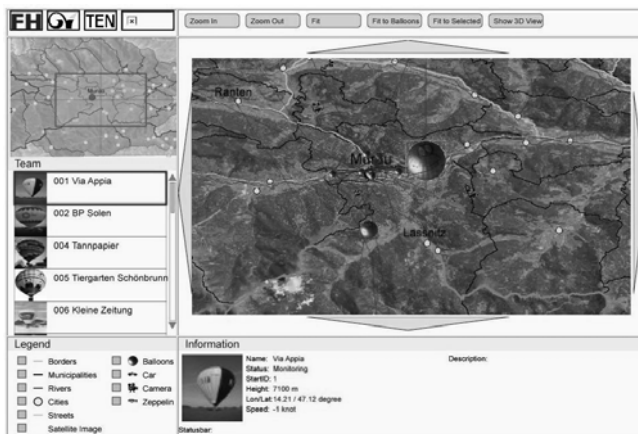 FH
TEN
Zoom In
Zoom Out
Fit
Fit to Balloons
Fit to Selected
Show 3D View
Murau
Team
001 Via Appia
002 BP Solen
004 Tannpapier
005 Tiergarten Schönbrunn
006 Kleine Zeitung
Ranten
Murau
Lassnitz
Legend
Borders
Municipalities
Rivers
Cities
Streets
Satellite Image
Balloons
Car
Camera
Zeppelin
Information
Name: Via Appia
Status: Monitoring
StartID: 1
Height: 7100 m
Lon/Lat: 14.21 / 47.12 degree
Speed: -1 knot
Description:
Statusbar: